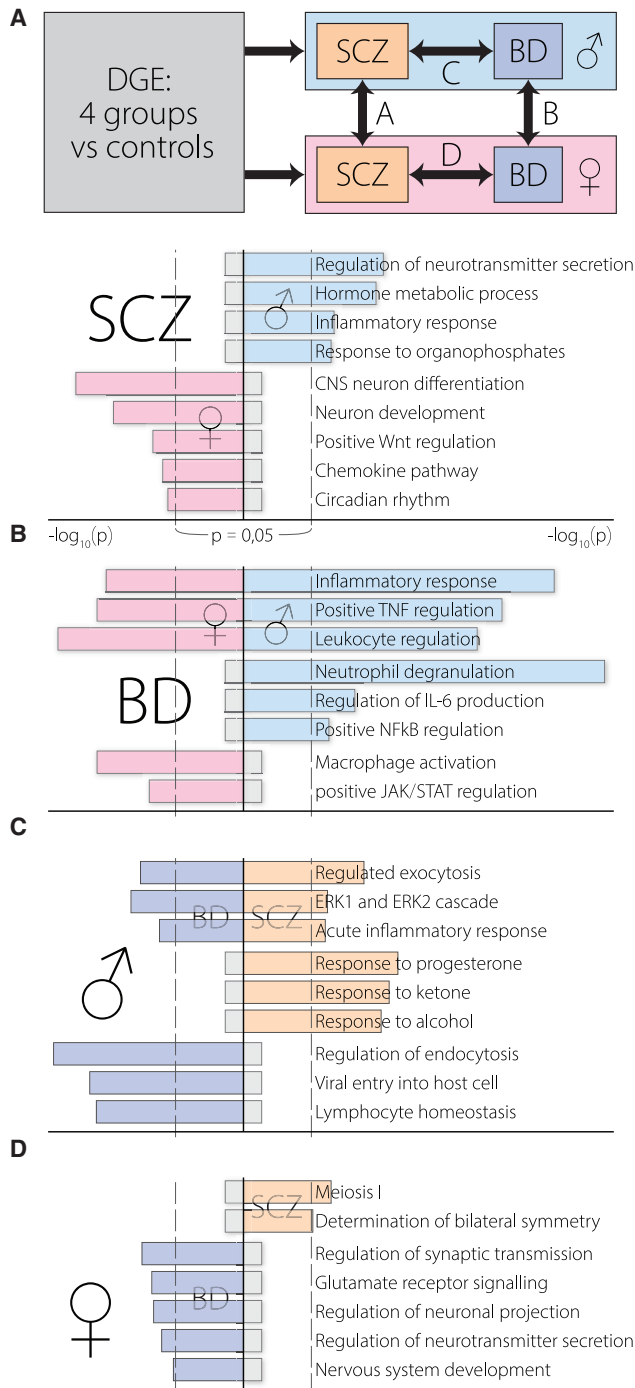 A
DGE:
4 groups
vs controls
SCZ
BD
♂
C
A
B
SCZ
D
BD
♀
SCZ
♂
♀
Regulation of neurotransmitter secretion
Hormone metabolic process
Inflammatory response
Response to organophosphates
CNS neuron differentiation
Neuron development
Positive Wnt regulation
Chemokine pathway
Circadian rhythm
-log10(p)
p = 0,05
-log10(p)
B
BD
♀
♂
Inflammatory response
Positive TNF regulation
Leukocyte regulation
Neutrophil degranulation
Regulation of IL-6 production
Positive NFkB regulation
Macrophage activation
positive JAK/STAT regulation
C
♂
BD
SCZ
Regulated exocytosis
ERK1 and ERK2 cascade
Acute inflammatory response
Response to progesterone
Response to ketone
Response to alcohol
Regulation of endocytosis
Viral entry into host cell
Lymphocyte homeostasis
D
SCZ
Meiosis I
Determination of bilateral symmetry
♀
BD
Regulation of synaptic transmission
Glutamate receptor signalling
Regulation of neuronal projection
Regulation of neurotransmitter secretion
Nervous system development